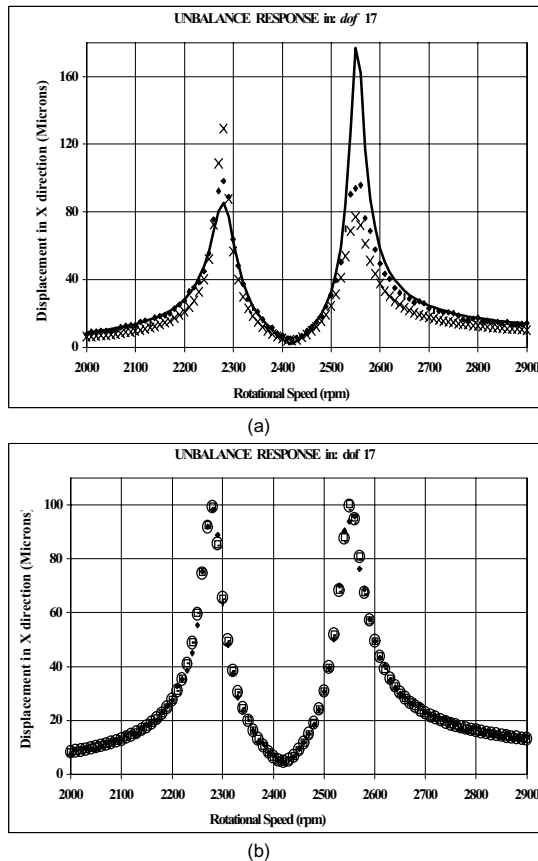 UNBALANCE RESPONSE in: dof 17
Displacement in X direction (Microns)
160
120
80
40
0
2000 2100 2200 2300 2400 2500 2600 2700 2800 2900
Rotational Speed (rpm)
(a)
UNBALANCE RESPONSE in: dof 17
Displacement in X direction (Microns)
100
80
60
40
20
0
2000 2100 2200 2300 2400 2500 2600 2700 2800 2900
Rotational Speed (rpm)
(b)